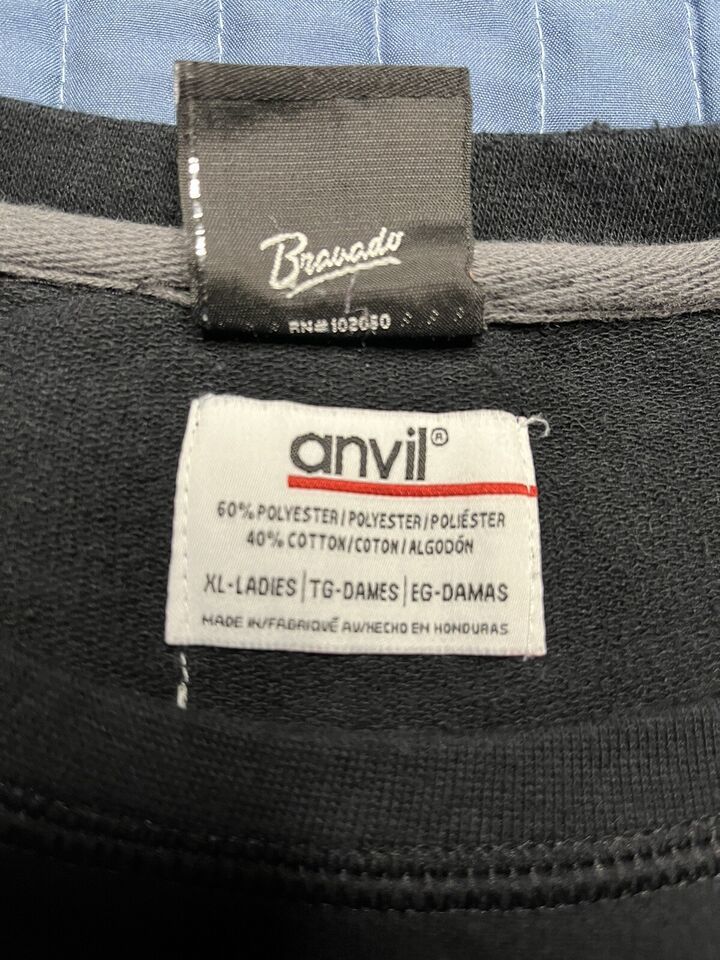 Bravado
RN# 102050
anvil®
60% POLYESTER/POLYESTER/POLIÉSTER
40% COTTON/COTON/ALGODÓN
XL-LADIES|TG-DAMES|EG-DAMAS
MADE IN/FABRIQUÉ AU/HECHO EN HONDURAS